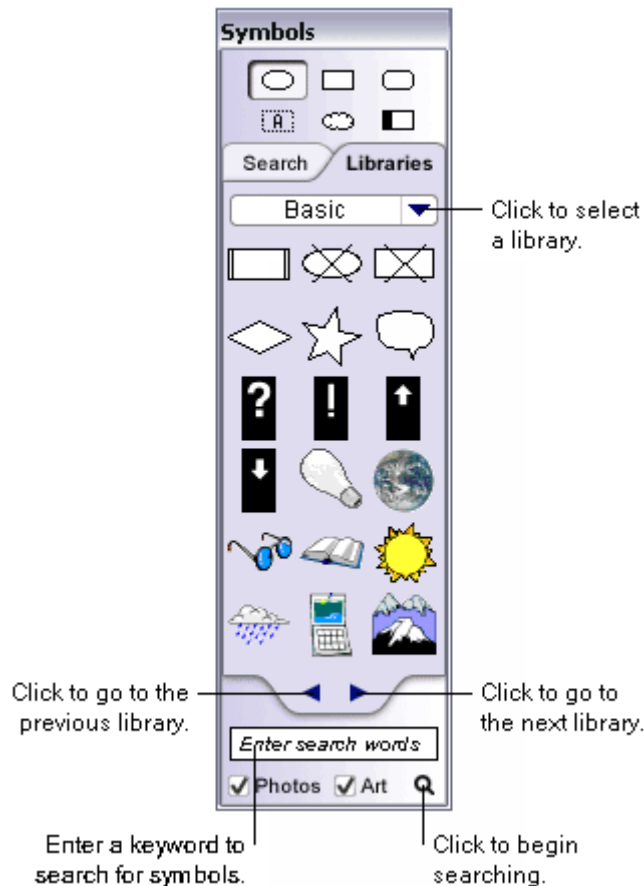 Symbols
A
Search
Libraries
Basic
Click to select
a library.
?
!
Click to go to the
previous library.
Click to go to
the next library.
Enter search words
Photos
Art
Enter a keyword to
search for symbols.
Click to begin
searching.